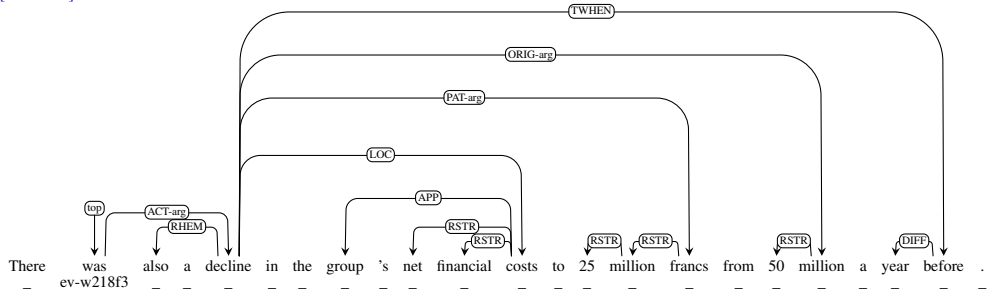 TWHEN
ORIG-arg
PAT-arg
LOC
APP
top
ACT-arg
RHEM
RSTR
RSTR
RSTR
RSTR
RSTR
DIFF
There was also a decline in the group 's net financial costs to 25 million francs from 50 million a year before .
_ ev-w218f3 _ _ _ _ _ _ _ _ _ _ _ _ _ _ _ _ _ _ _ _ _